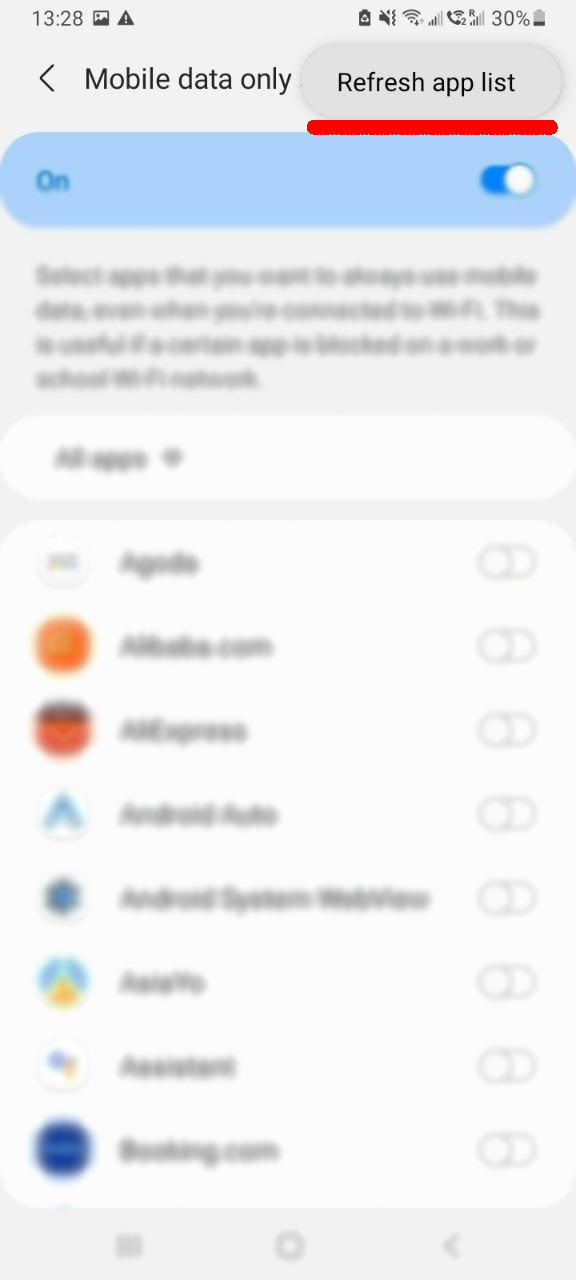 13:28
30%
Mobile data only
Refresh app list
On
Select apps that you want to always use mobile
data, even when you're connected to Wi-Fi. This
is useful if a certain app is blocked on a work or
school Wi-Fi network.
All apps
Agoda
Alibaba.com
AliExpress
Android Auto
Android System WebView
AsiaYo
Assistant
Booking.com